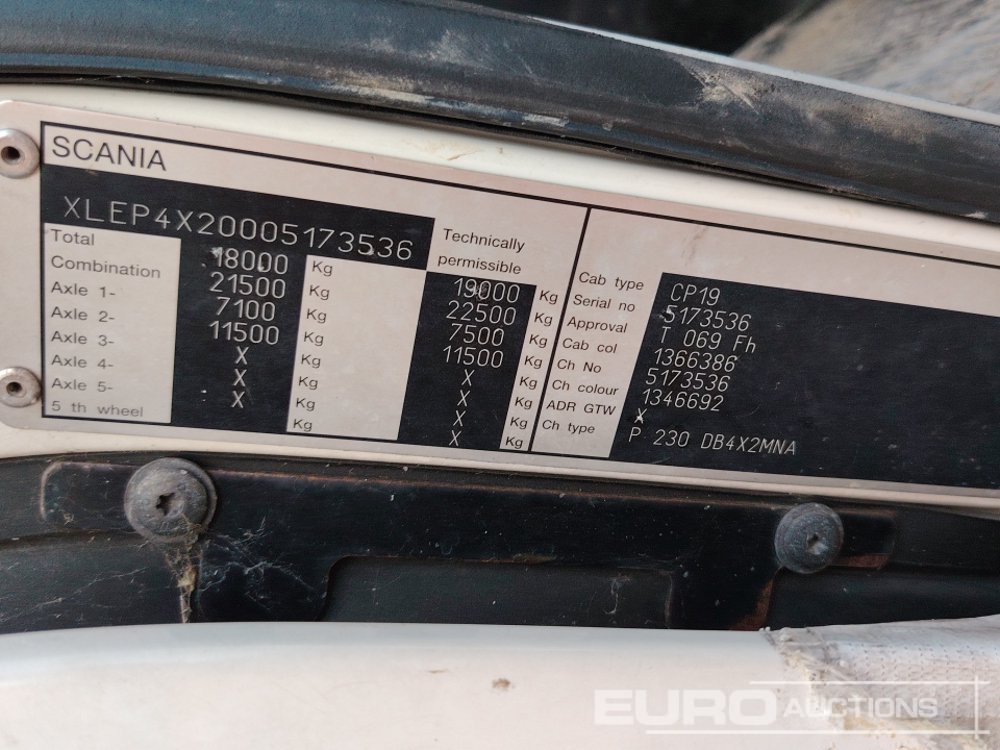 SCANIA
XLEP4X20005173536
Technically
permissible
Total 18000 Kg 19000 Kg
Combination 21500 Kg 22500 Kg
Axle 1- 7100 Kg 7500 Kg
Axle 2- 11500 Kg 11500 Kg
Axle 3- X Kg X Kg
Axle 4- X Kg X Kg
Axle 5- X Kg X Kg
5 th wheel Kg X Kg
Cab type CP19
Serial no 5173536
Approval T 069 Fh
Cab col 1366386
Ch No 5173536
Ch colour 1346692
ADR GTW X
Ch type P 230 DB4X2MNA
EURO AUCTIONS